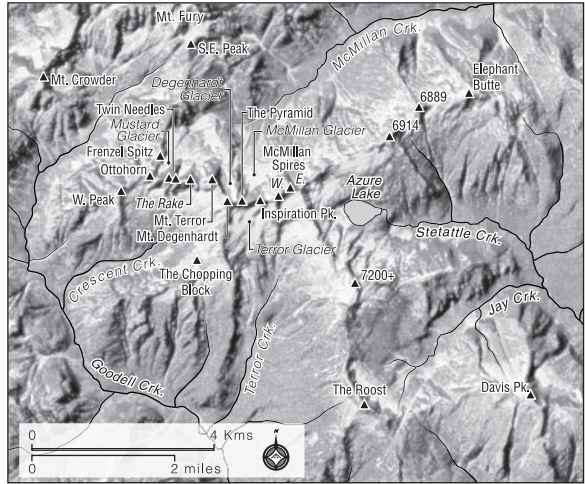 Mt. Fury
McMillan Crk.
S.E. Peak
Mt. Crowder
Degenhardt
Glacier
Elephant
Butte
6889
Twin Needles
The Pyramid
Mustard
Glacier
McMillan Glacier
6914
Frenzel Spitz
McMillan
Spires
Ottohorn
W. E.
Azure
Lake
W. Peak
The Rake
Inspiration Pk.
Mt. Terror
Stetattle Crk.
Mt. Degenhardt
Terror Glacier
Crescent Crk.
The Chopping
Block
7200+
Jay Crk.
Goodell Crk.
Terror Crk.
The Roost
Davis Pk.
0 4 Kms
0 2 miles
N